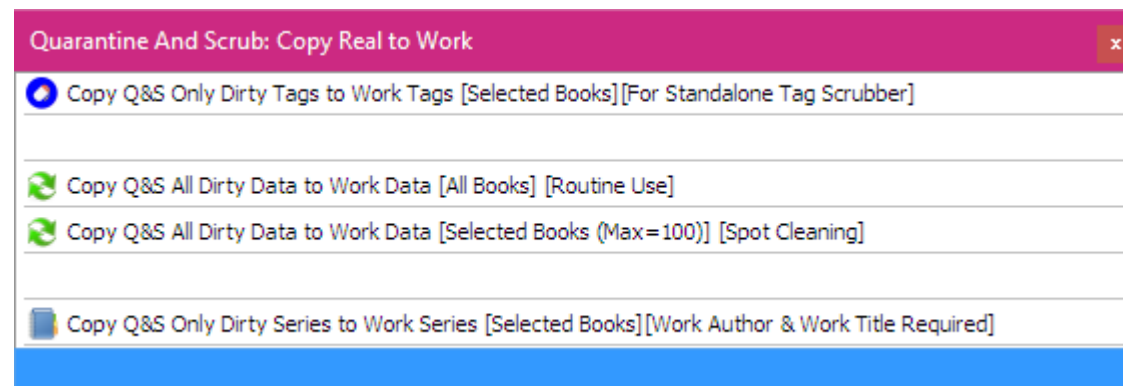 Quarantine And Scrub: Copy Real to Work
x
Copy Q&S Only Dirty Tags to Work Tags [Selected Books][For Standalone Tag Scrubber]
Copy Q&S All Dirty Data to Work Data [All Books] [Routine Use]
Copy Q&S All Dirty Data to Work Data [Selected Books (Max=100)] [Spot Cleaning]
Copy Q&S Only Dirty Series to Work Series [Selected Books][Work Author & Work Title Required]